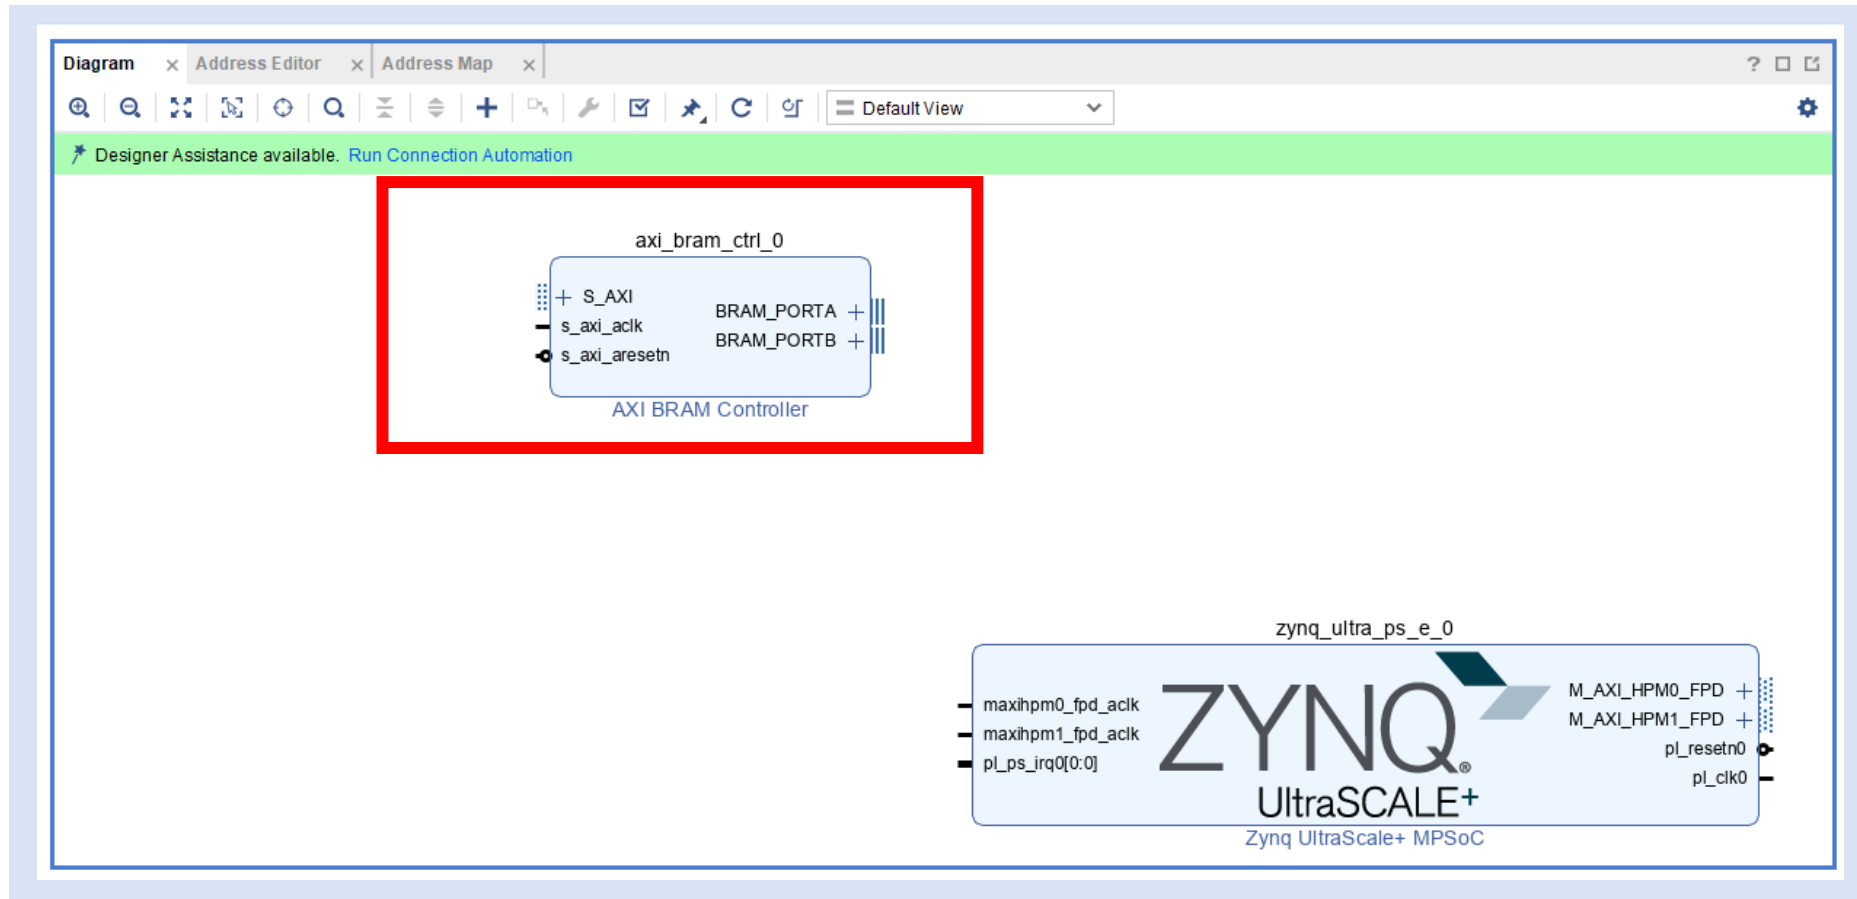 Diagram Address Editor Address Map
Default View
Designer Assistance available. Run Connection Automation
axi_bram_ctrl_0
S_AXI
s_axi_aclk
s_axi_aresetn
BRAM_PORTA
BRAM_PORTB
AXI BRAM Controller
zynq_ultra_ps_e_0
maxihpm0_fpd_aclk
maxihpm1_fpd_aclk
pl_ps_irq0[0:0]
ZYNQ®
UltraSCALE+
M_AXI_HPM0_FPD
M_AXI_HPM1_FPD
pl_resetn0
pl_clk0
Zynq UltraScale+ MPSoC